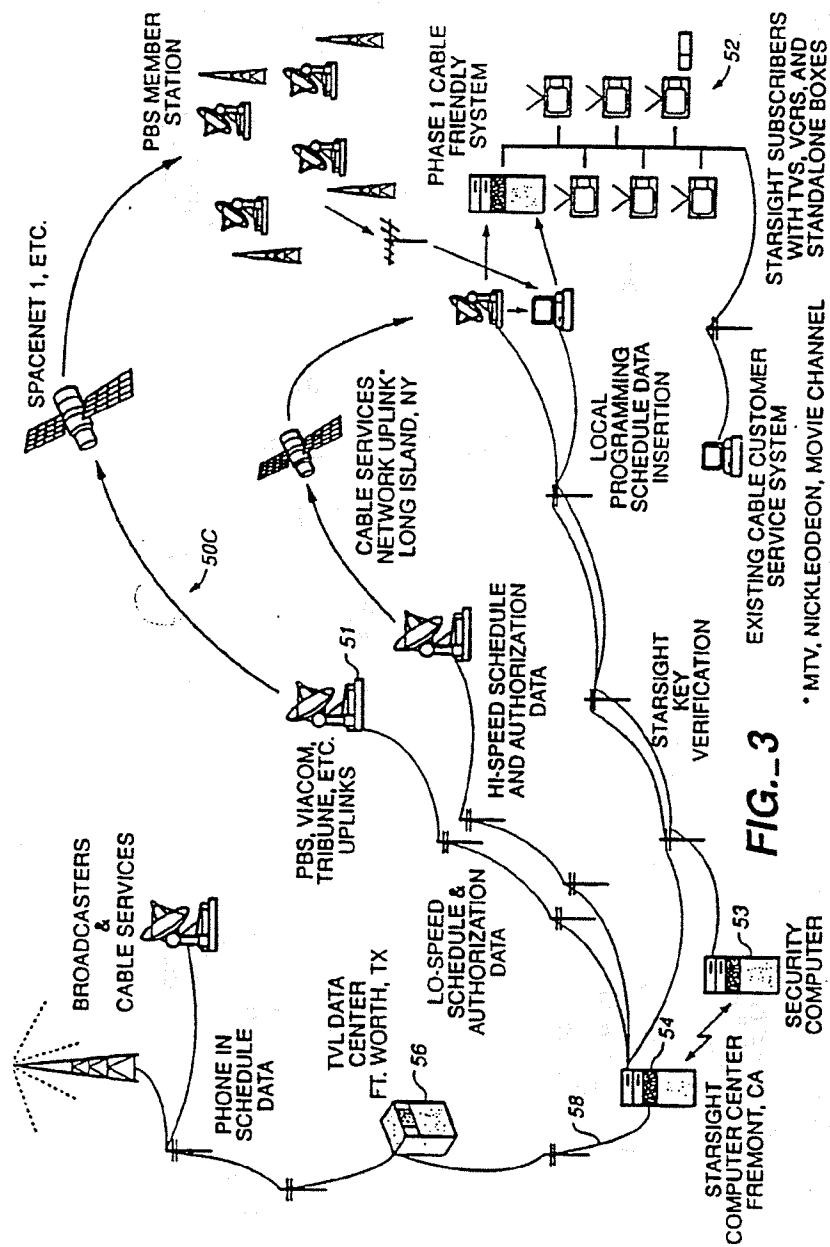 BROADCASTERS
&
CABLE SERVICES
PHONE IN
SCHEDULE
DATA
TVL DATA
CENTER
FT. WORTH, TX
56
58
STARSIGHT
COMPUTER CENTER
FREMONT, CA
54
SECURITY
COMPUTER
53
LO-SPEED
SCHEDULE &
AUTHORIZATION
DATA
PBS, VIACOM,
TRIBUNE, ETC.
UPLINKS
51
50C
SPACENET 1, ETC.
PBS MEMBER
STATION
HI-SPEED SCHEDULE
AND AUTHORIZATION
DATA
CABLE SERVICES
NETWORK UPLINK*
LONG ISLAND, NY
PHASE 1 CABLE
FRIENDLY
SYSTEM
LOCAL
PROGRAMMING
SCHEDULE DATA
INSERTION
STARSIGHT
KEY
VERIFICATION
EXISTING CABLE CUSTOMER
SERVICE SYSTEM
52
STARSIGHT SUBSCRIBERS
WITH TVS, VCRS, AND
STANDALONE BOXES
* MTV, NICKLEODEON, MOVIE CHANNEL
FIG._3